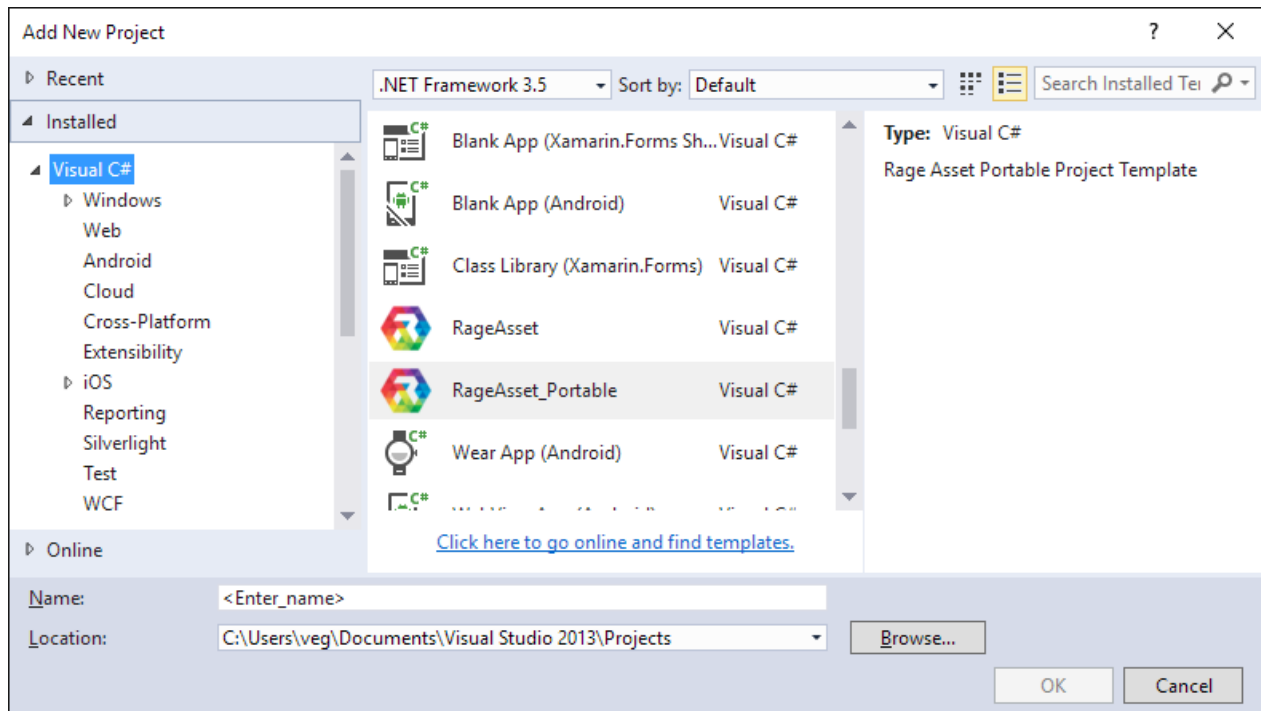 Add New Project
?
Recent
.NET Framework 3.5
Sort by: Default
Search Installed Te
Installed
Visual C#
Windows
Web
Android
Cloud
Cross-Platform
Extensibility
iOS
Reporting
Silverlight
Test
WCF
Online
C# Blank App (Xamarin.Forms Sh... Visual C#
C# Blank App (Android) Visual C#
C# Class Library (Xamarin.Forms) Visual C#
RageAsset Visual C#
RageAsset_Portable Visual C#
C# Wear App (Android) Visual C#
C#
Click here to go online and find templates.
Type: Visual C#
Rage Asset Portable Project Template
Name: <Enter_name>
Location: C:\Users\veg\Documents\Visual Studio 2013\Projects
Browse...
OK
Cancel